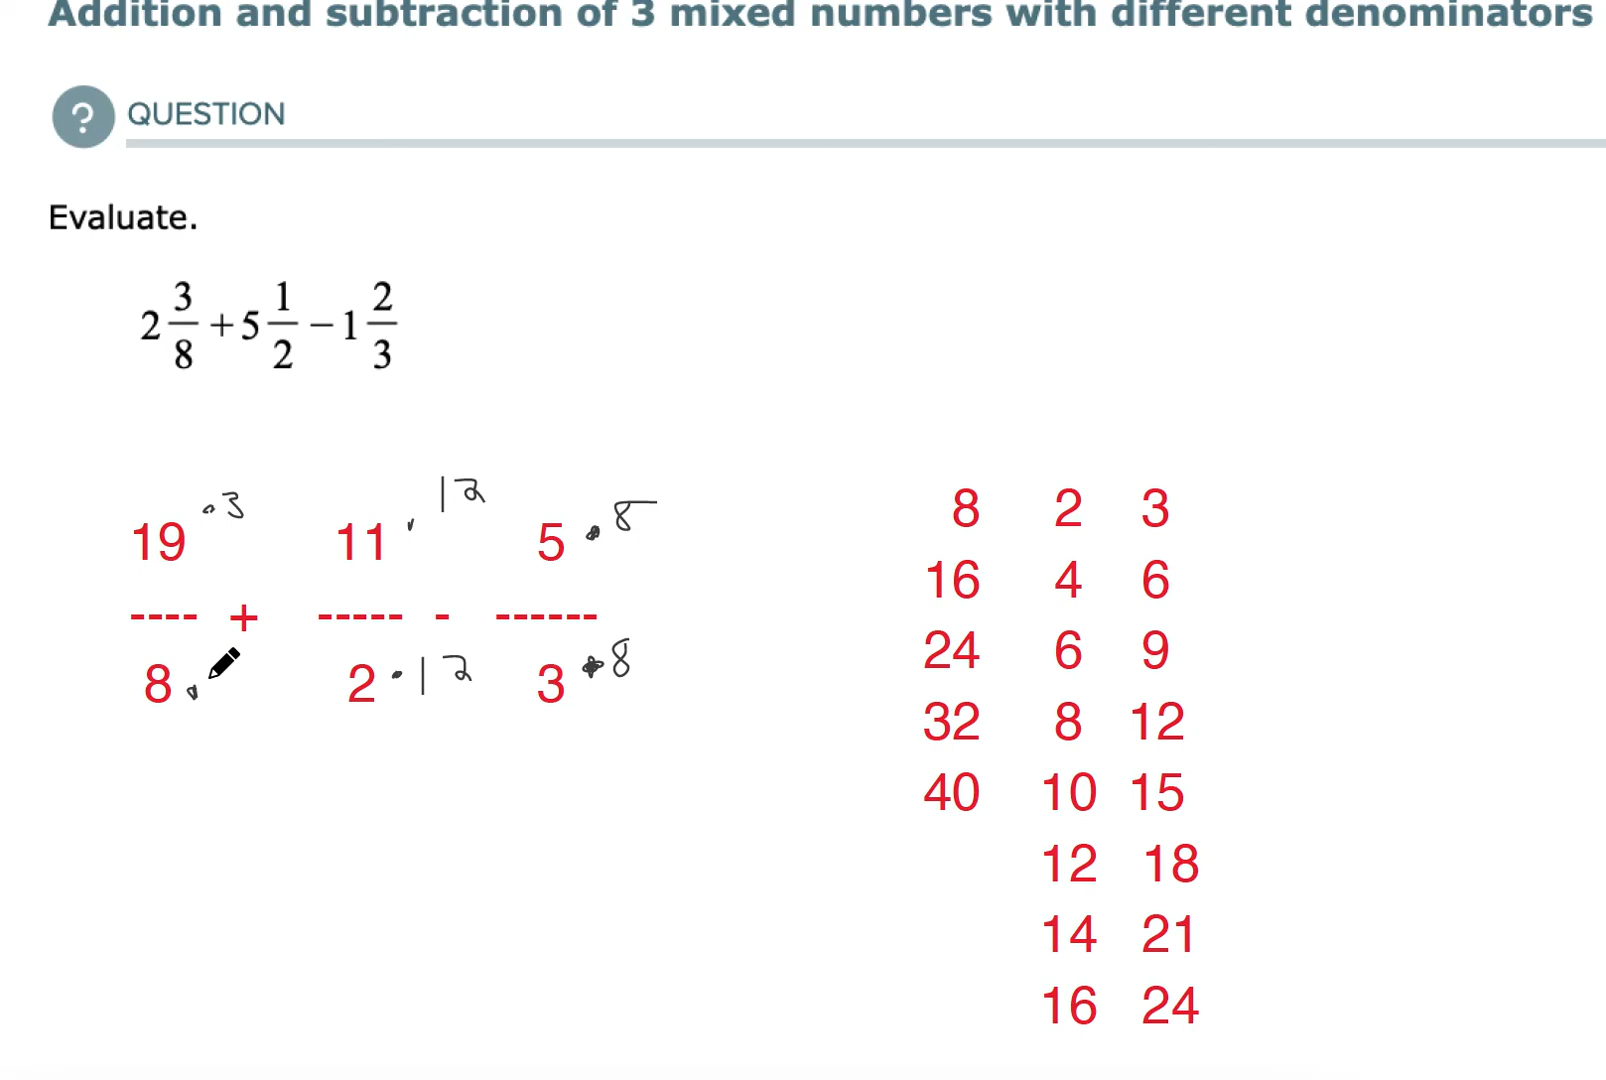 Addition and subtraction of 3 mixed numbers with different denominators
? QUESTION
Evaluate.
2 3/8 + 5 1/2 − 1 2/3
19 · 3 11 · 12 5 · 8
---- + ----- - ------
8 · 2 · 12 3 · 8
8 2 3
16 4 6
24 6 9
32 8 12
40 10 15
12 18
14 21
16 24